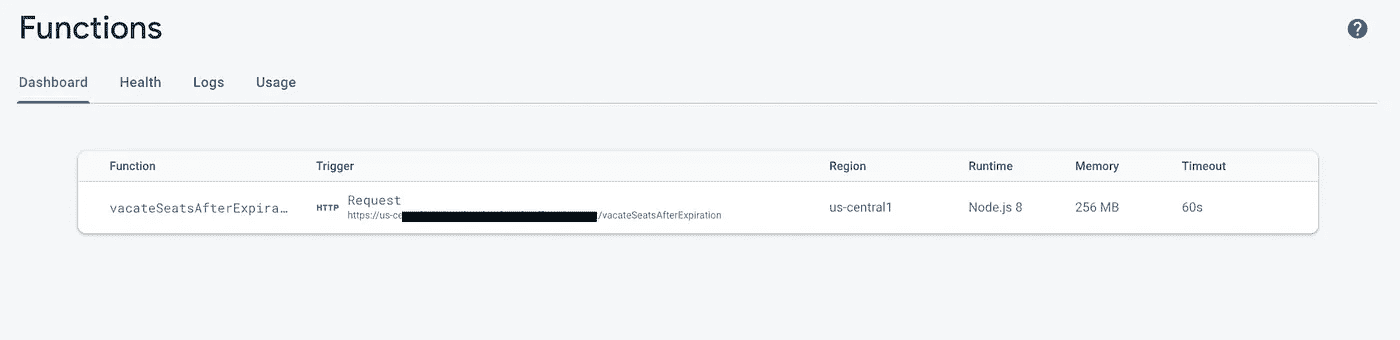 Functions
?
Dashboard Health Logs Usage
Function Trigger Region Runtime Memory Timeout
vacateSeatsAfterExpira… HTTP Request us-central1 Node.js 8 256 MB 60s
https://us-ce /vacateSeatsAfterExpiration